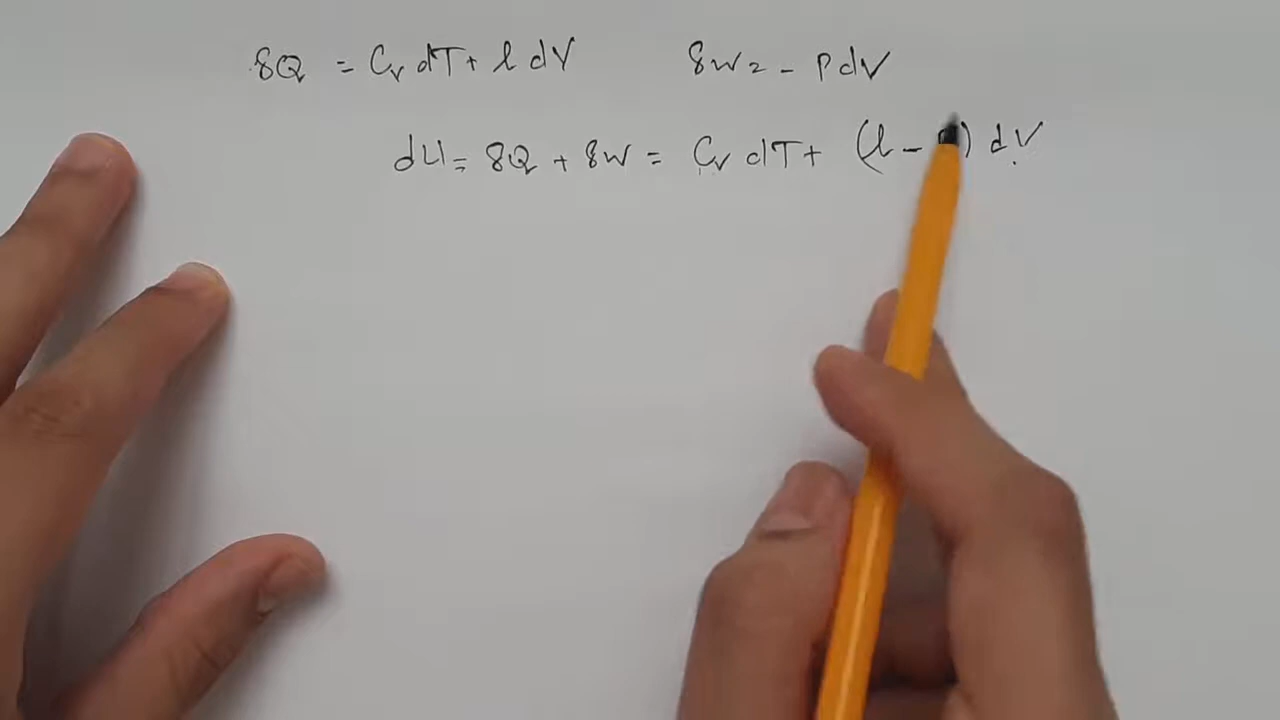 δQ = Cv dT + l dV   δW = - P dV
dU = δQ + δW = Cv dT + (l - ) dV